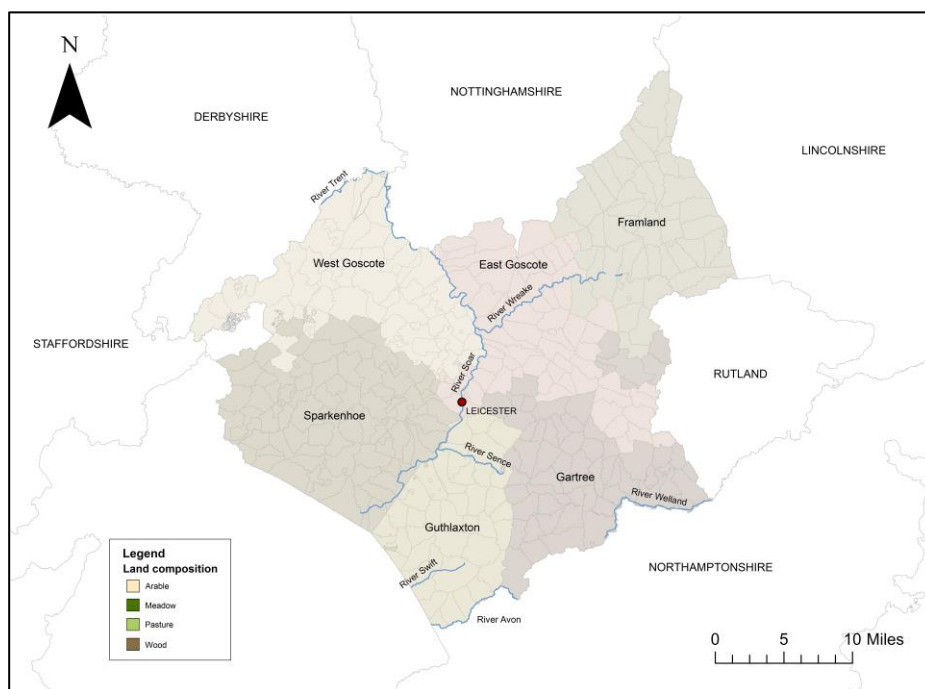 N
NOTTINGHAMSHIRE
DERBYSHIRE
LINCOLNSHIRE
River Trent
Framland
West Goscote
East Goscote
River Wreake
STAFFORDSHIRE
River Soar
RUTLAND
LEICESTER
Sparkenhoe
River Sence
Gartree
River Welland
Guthlaxton
Legend
Land composition
Arable
Meadow
Pasture
Wood
River Swift
NORTHAMPTONSHIRE
River Avon
0 5 10 Miles